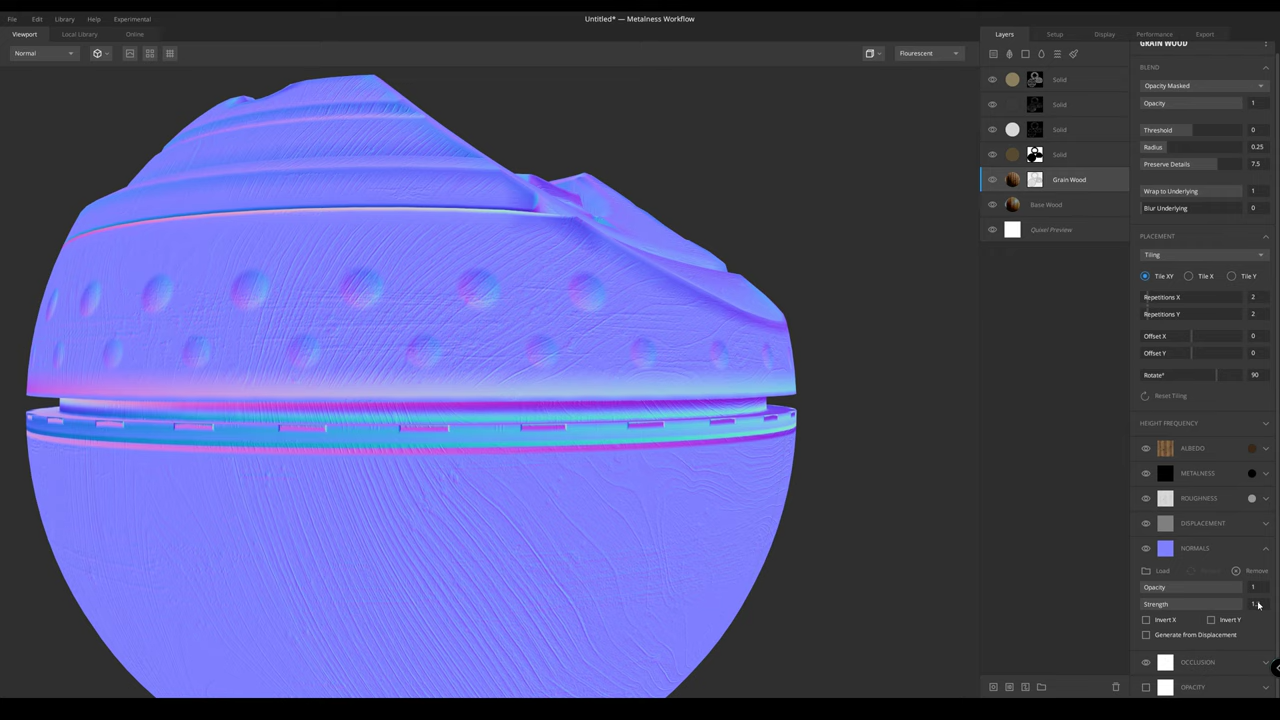 File Edit Library Help Experimental
Untitled* — Metalness Workflow
Viewport Local Library Online
Layers Setup Display Performance Export
Normal
Flourescent
Solid
Solid
Solid
Solid
Grain Wood
Base Wood
Quixel Preview
GRAIN WOOD
BLEND
Opacity Masked
Opacity 1
Threshold 0
Radius 0.25
Preserve Details 7.5
Wrap to Underlying 1
Blur Underlying 0
PLACEMENT
Tiling
Tile XY Tile X Tile Y
Repetitions X 2
Repetitions Y 2
Offset X 0
Offset Y 0
Rotate° 90
Reset Tiling
HEIGHT FREQUENCY
ALBEDO
METALNESS
ROUGHNESS
DISPLACEMENT
NORMALS
Load Remove
Opacity 1
Strength
Invert X Invert Y
Generate from Displacement
OCCLUSION
OPACITY